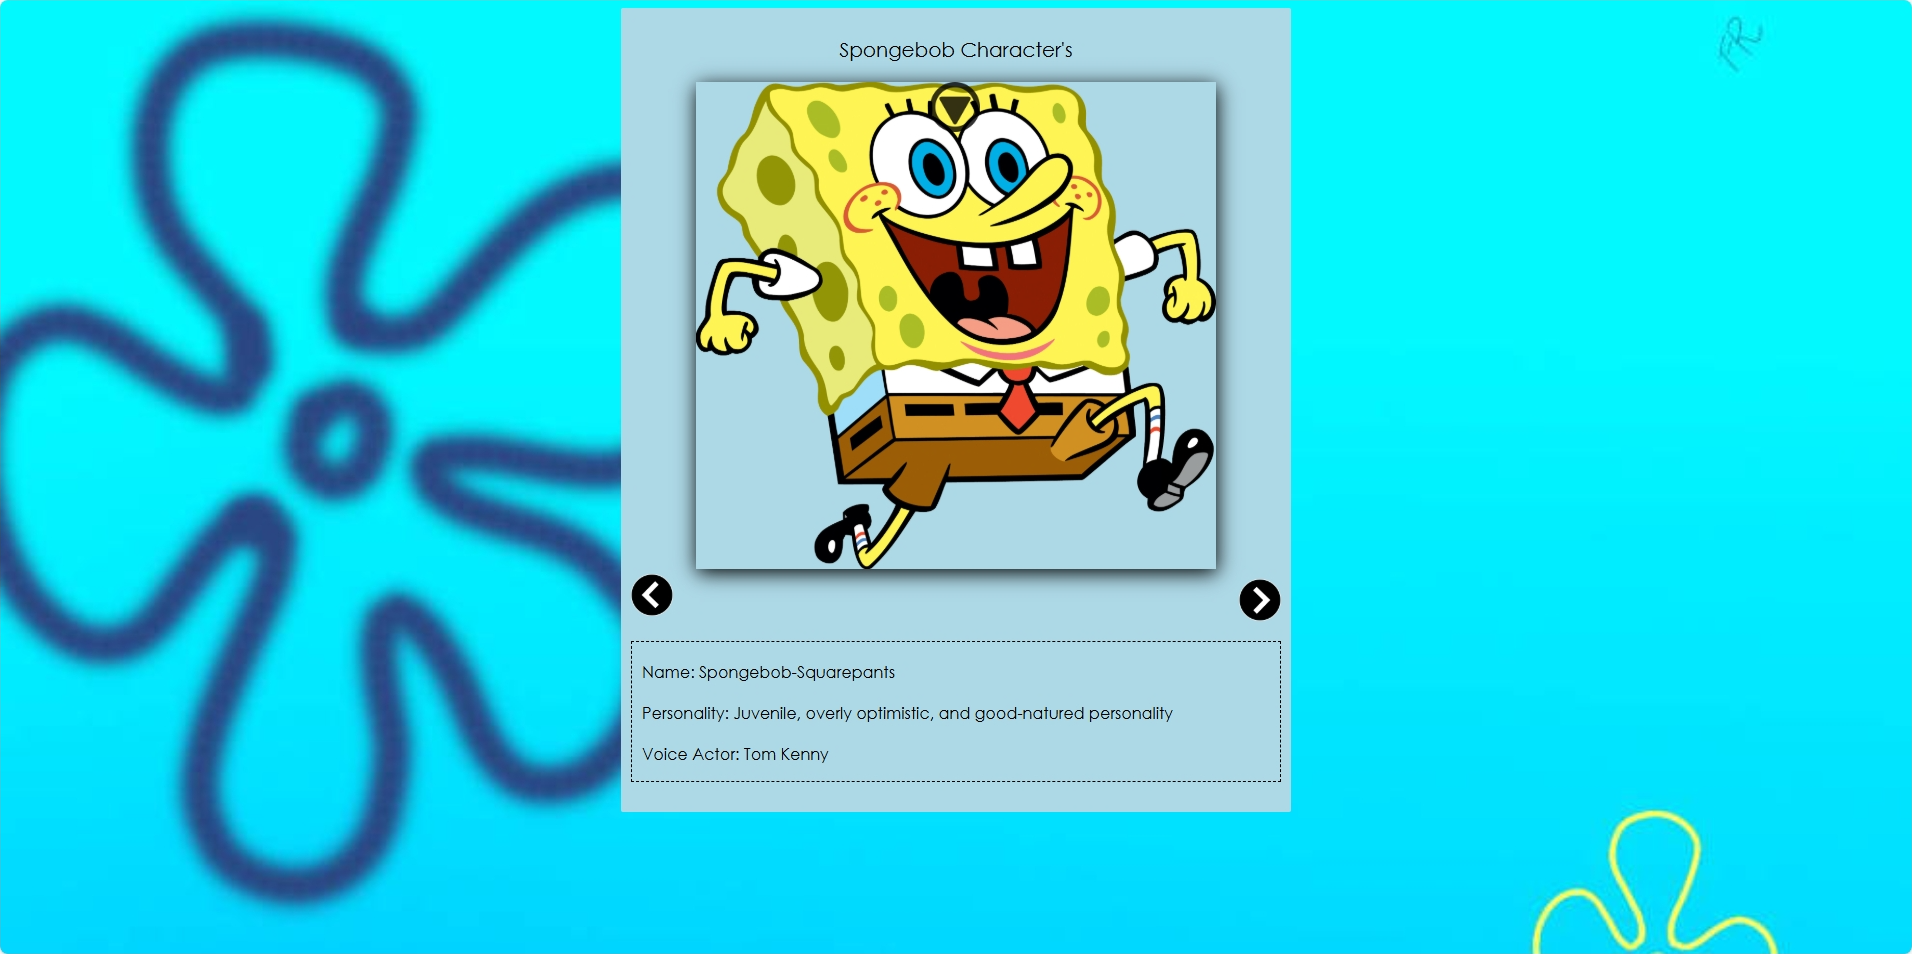 Spongebob Character's
Name: Spongebob-Squarepants
Personality: Juvenile, overly optimistic, and good-natured personality
Voice Actor: Tom Kenny